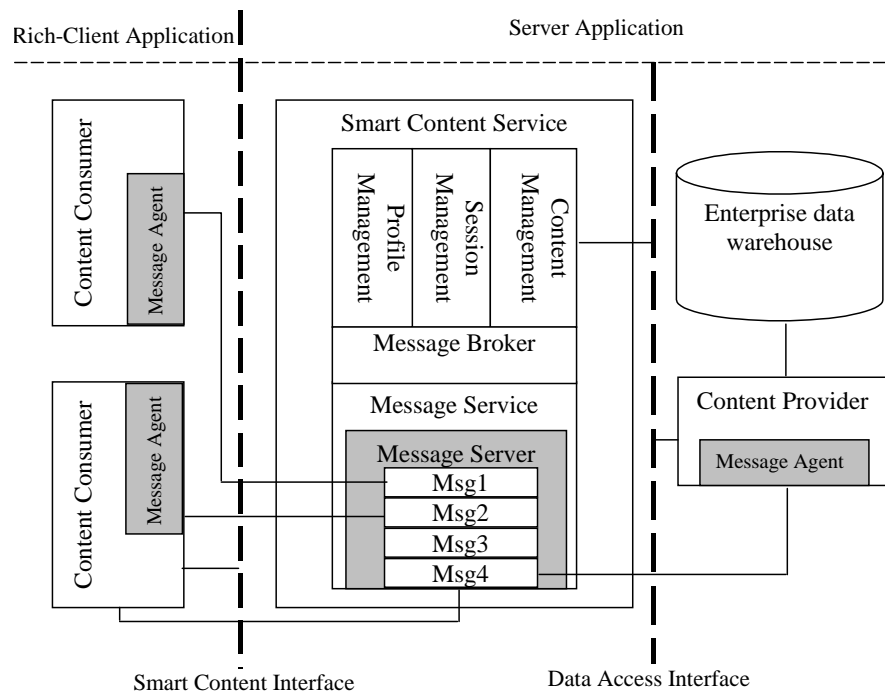 Rich-Client Application
Server Application
Content Consumer
Message Agent
Content Consumer
Message Agent
Smart Content Service
Profile
Management
Session
Management
Content
Management
Message Broker
Message Service
Message Server
Msg1
Msg2
Msg3
Msg4
Enterprise data
warehouse
Content Provider
Message Agent
Smart Content Interface
Data Access Interface